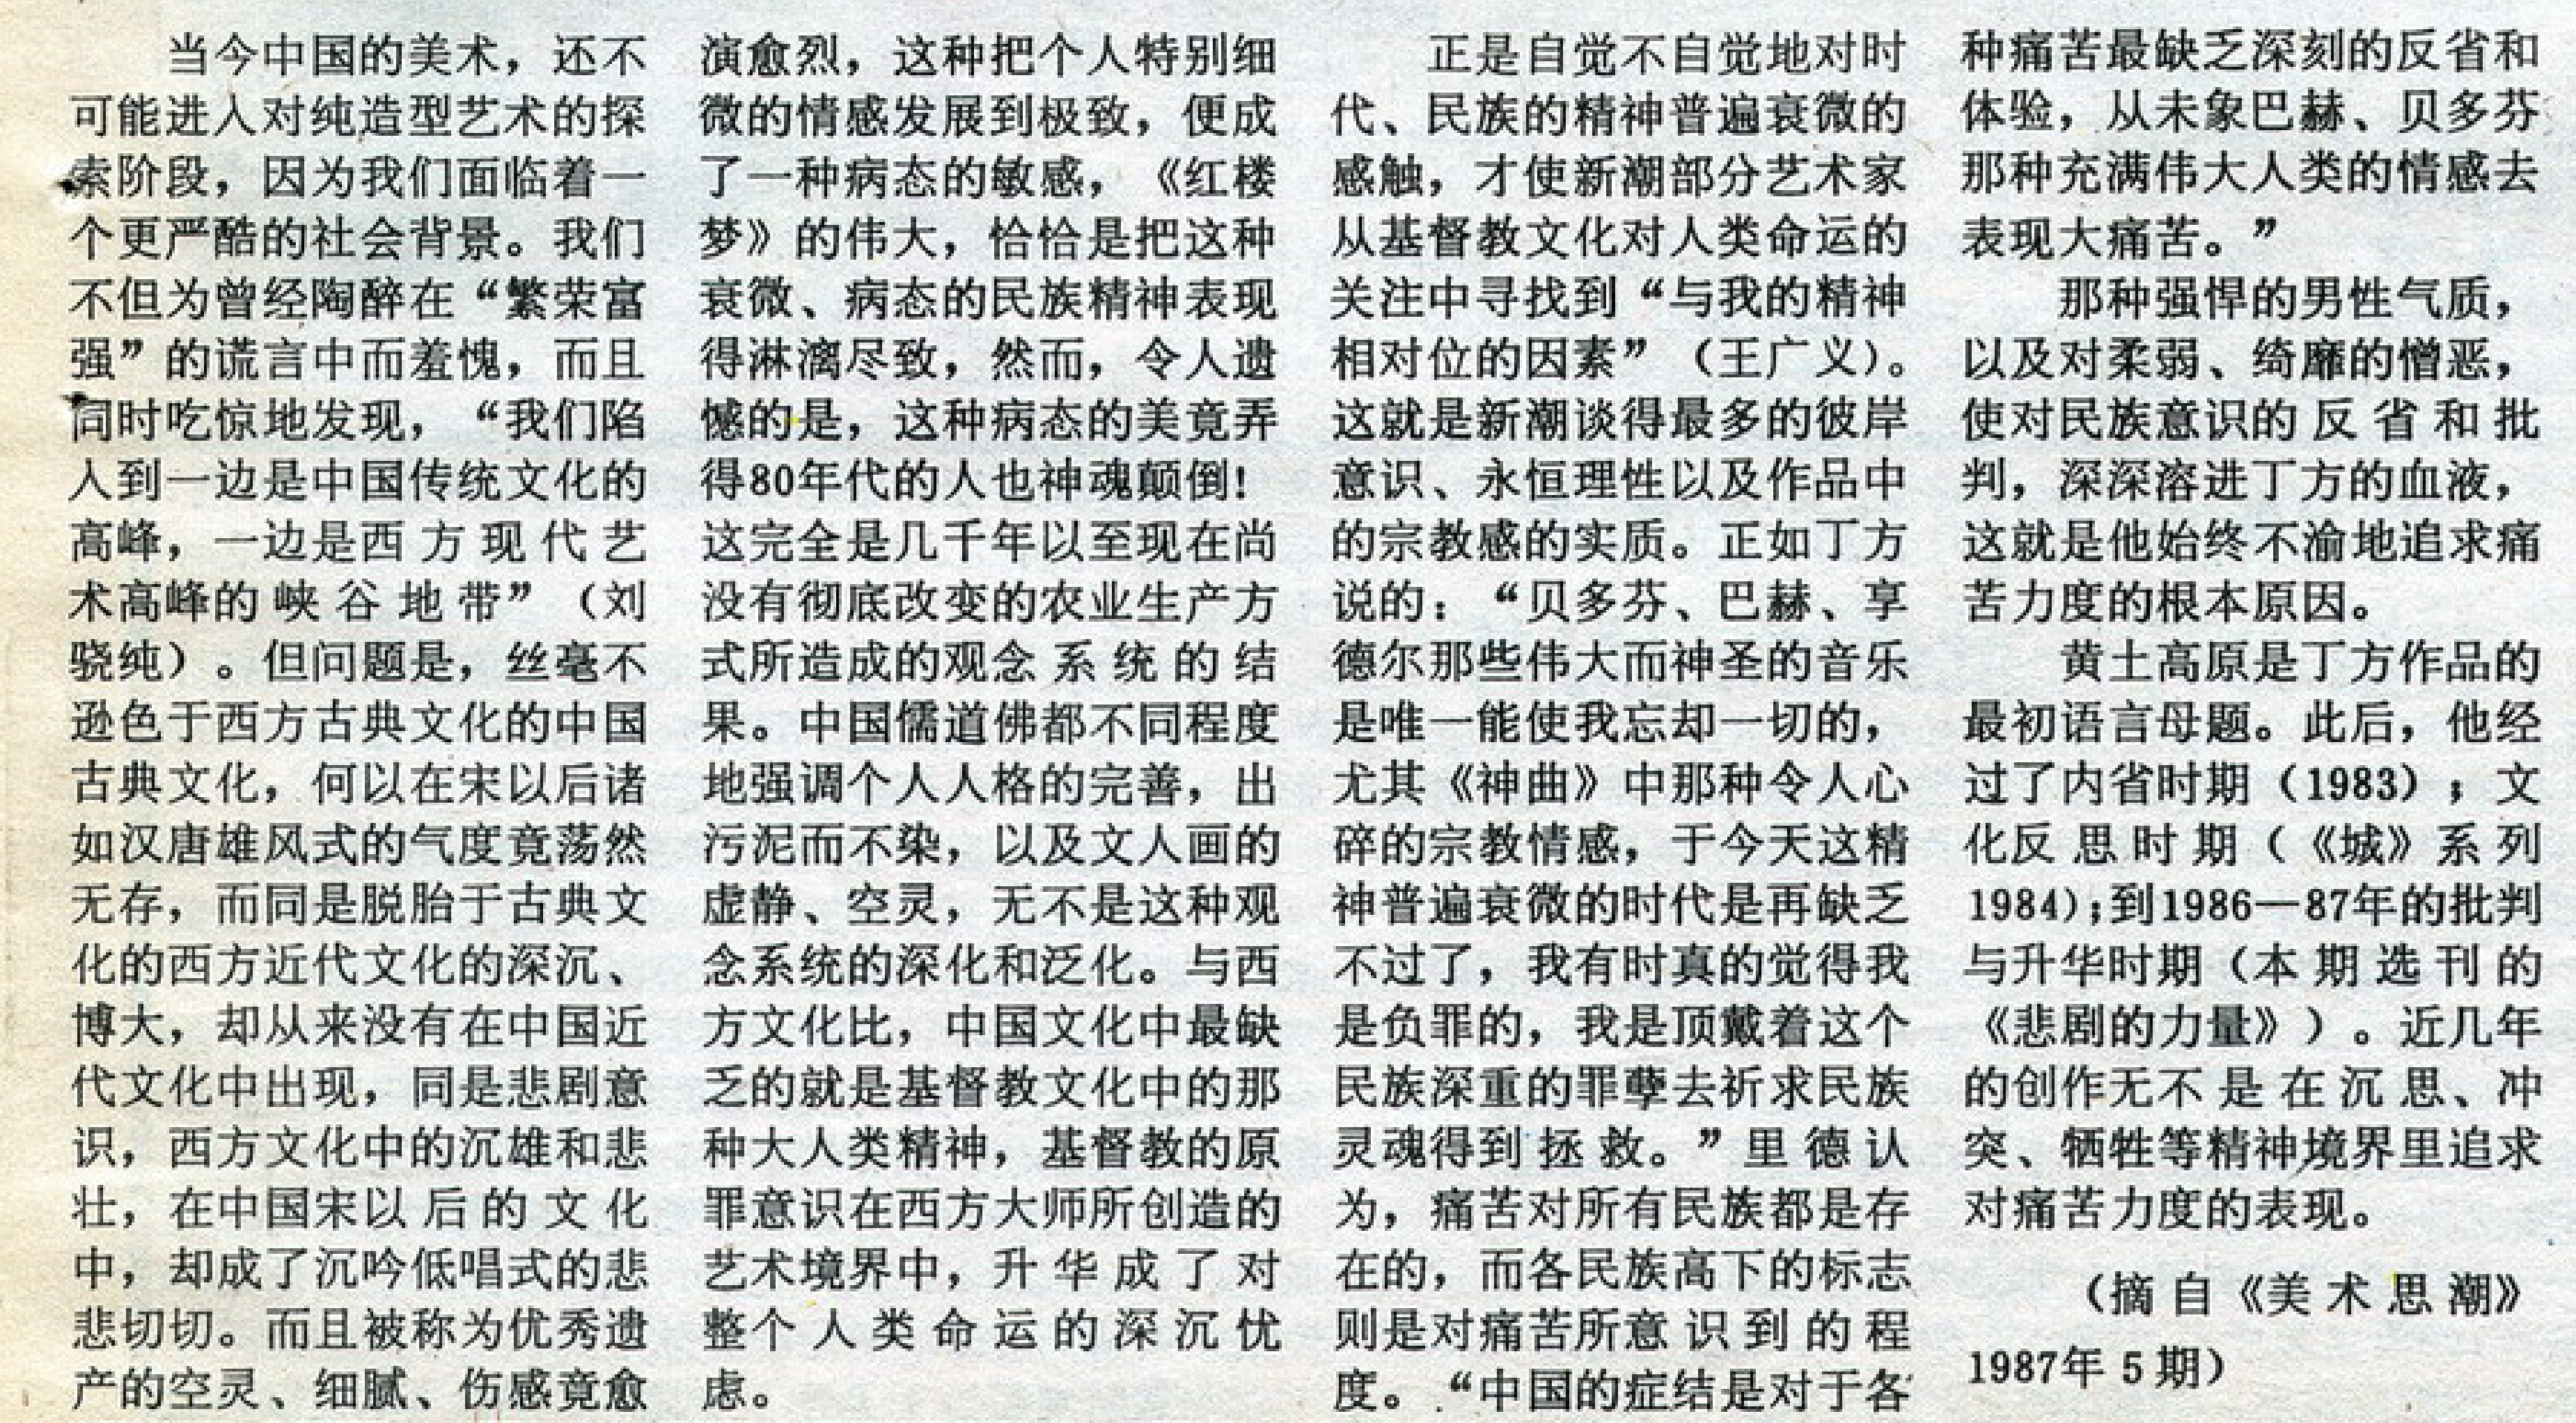 当今中国的美术，还不
可能进入对纯造型艺术的探
索阶段，因为我们面临着一
个更严酷的社会背景。我们
不但为曾经陶醉在“繁荣富
强”的谎言中而羞愧，而且
同时吃惊地发现，“我们陷
人到一边是中国传统文化的
高峰，一边是西方现代艺
术高峰的峡谷地带”（刘
骁纯）。但问题是，丝毫不
逊色于西方古典文化的中国
古典文化，何以在宋以后诸
如汉唐雄风式的气度竟荡然
无存，而同是脱胎于古典文
化的西方近代文化的深沉、
博大，却从来没有在中国近
代文化中出现，同是悲剧意
识，西方文化中的沉雄和悲
壮，在中国宋以后的文化
中，却成了沉吟低唱式的悲
悲切切。而且被称为优秀遗
产的空灵、细腻、伤感竟愈
演愈烈，这种把个人特别细
微的情感发展到极致，便成
了一种病态的敏感，《红楼
梦》的伟大，恰恰是把这种
衰微、病态的民族精神表现
得淋漓尽致，然而，令人遗
憾的是，这种病态的美竟弄
得80年代的人也神魂颠倒！
这完全是几千年以至现在尚
没有彻底改变的农业生产方
式所造成的观念系统的结
果。中国儒道佛都不同程度
地强调个人人格的完善，出
污泥而不染，以及文人画的
虚静、空灵，无不是这种观
念系统的深化和泛化。与西
方文化比，中国文化中最缺
乏的就是基督教文化中的那
种大人类精神，基督教的原
罪意识在西方大师所创造的
艺术境界中，升华成了对
整个人类命运的深沉忧
虑。
正是自觉不自觉地对时
代、民族的精神普遍衰微的
感触，才使新潮部分艺术家
从基督教文化对人类命运的
关注中寻找到“与我的精神
相对位的因素”（王广义）。
这就是新潮谈得最多的彼岸
意识、永恒理性以及作品中
的宗教感的实质。正如丁方
说的：“贝多芬、巴赫、享
德尔那些伟大而神圣的音乐
是唯一能使我忘却一切的，
尤其《神曲》中那种令人心
碎的宗教情感，于今天这精
神普遍衰微的时代是再缺乏
不过了，我有时真的觉得我
是负罪的，我是顶戴着这个
民族深重的罪孽去祈求民族
灵魂得到拯救。”里德认
为，痛苦对所有民族都是存
在的，而各民族高下的标志
则是对痛苦所意识到的程
度。“中国的症结是对于各
种痛苦最缺乏深刻的反省和
体验，从未象巴赫、贝多芬
那种充满伟大人类的情感去
表现大痛苦。”
那种强悍的男性气质，
以及对柔弱、绮靡的憎恶，
使对民族意识的反省和批
判，深深溶进丁方的血液，
这就是他始终不渝地追求痛
苦力度的根本原因。
黄土高原是丁方作品的
最初语言母题。此后，他经
过了内省时期（1983）；文
化反思时期（《城》系列
1984）；到1986—87年的批判
与升华时期（本期选刊的
《悲剧的力量》）。近几年
的创作无不是在沉思、冲
突、牺牲等精神境界里追求
对痛苦力度的表现。
（摘自《美术思潮》
1987年5期）